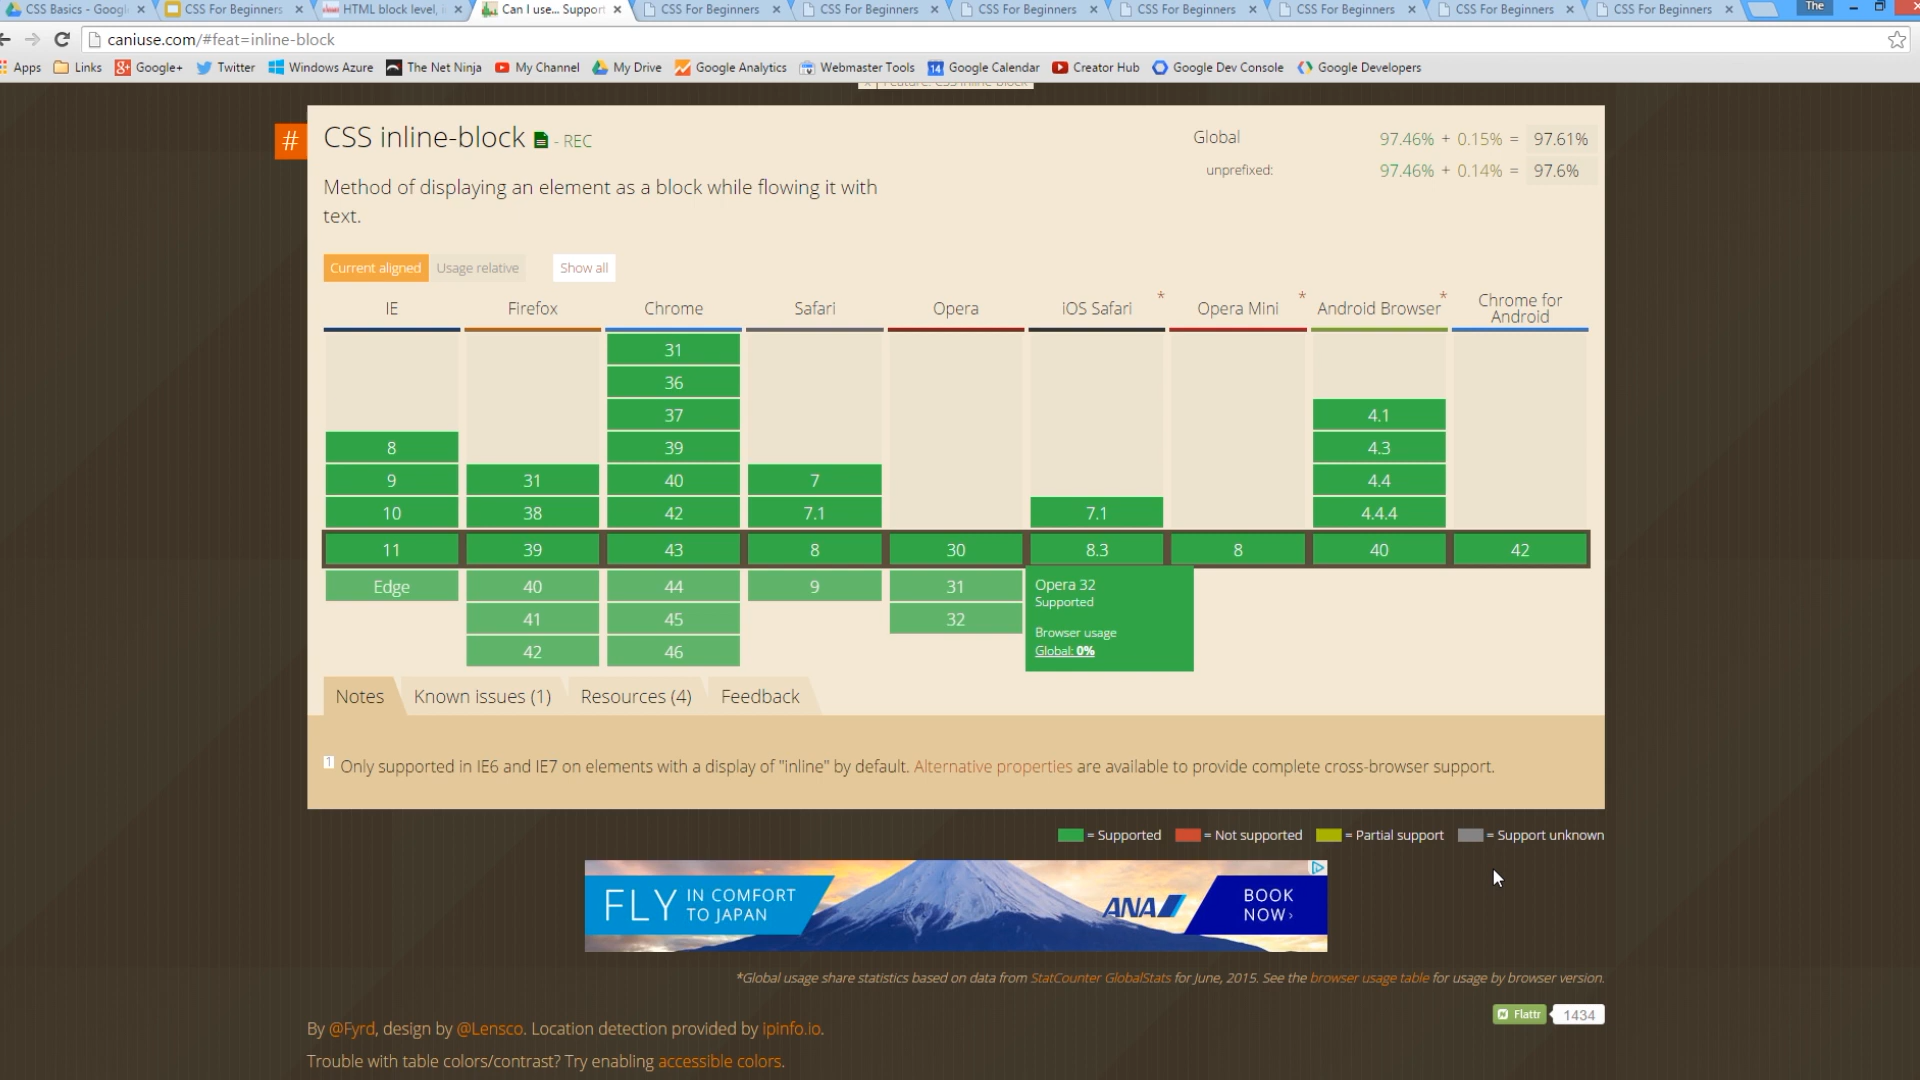 CSS Basics - Googl
CSS For Beginners
HTML block level, i
Can I use... Support
CSS For Beginners
CSS For Beginners
CSS For Beginners
CSS For Beginners
CSS For Beginners
CSS For Beginners
CSS For Beginners
The
caniuse.com/#feat=inline-block
Apps Links Google+ Twitter Windows Azure The Net Ninja My Channel My Drive Google Analytics Webmaster Tools Google Calendar Creator Hub Google Dev Console Google Developers
Feature: CSS inline-block
# CSS inline-block - REC
Global 97.46% + 0.15% = 97.61%
unprefixed: 97.46% + 0.14% = 97.6%
Method of displaying an element as a block while flowing it with
text.
Current aligned Usage relative Show all
IE Firefox Chrome Safari Opera iOS Safari * Opera Mini * Android Browser * Chrome for
Android
31
36
37 4.1
8 39 4.3
9 31 40 7 4.4
10 38 42 7.1 7.1 4.4.4
11 39 43 8 30 8.3 8 40 42
Edge 40 44 9 31
41 45 32
42 46
Opera 32
Supported
Browser usage
Global: 0%
Notes Known issues (1) Resources (4) Feedback
1 Only supported in IE6 and IE7 on elements with a display of "inline" by default. Alternative properties are available to provide complete cross-browser support.
= Supported = Not supported = Partial support = Support unknown
FLY IN COMFORT
TO JAPAN
ANA
BOOK
NOW ›
*Global usage share statistics based on data from StatCounter GlobalStats for June, 2015. See the browser usage table for usage by browser version.
Flattr 1434
By @Fyrd, design by @Lensco. Location detection provided by ipinfo.io.
Trouble with table colors/contrast? Try enabling accessible colors.